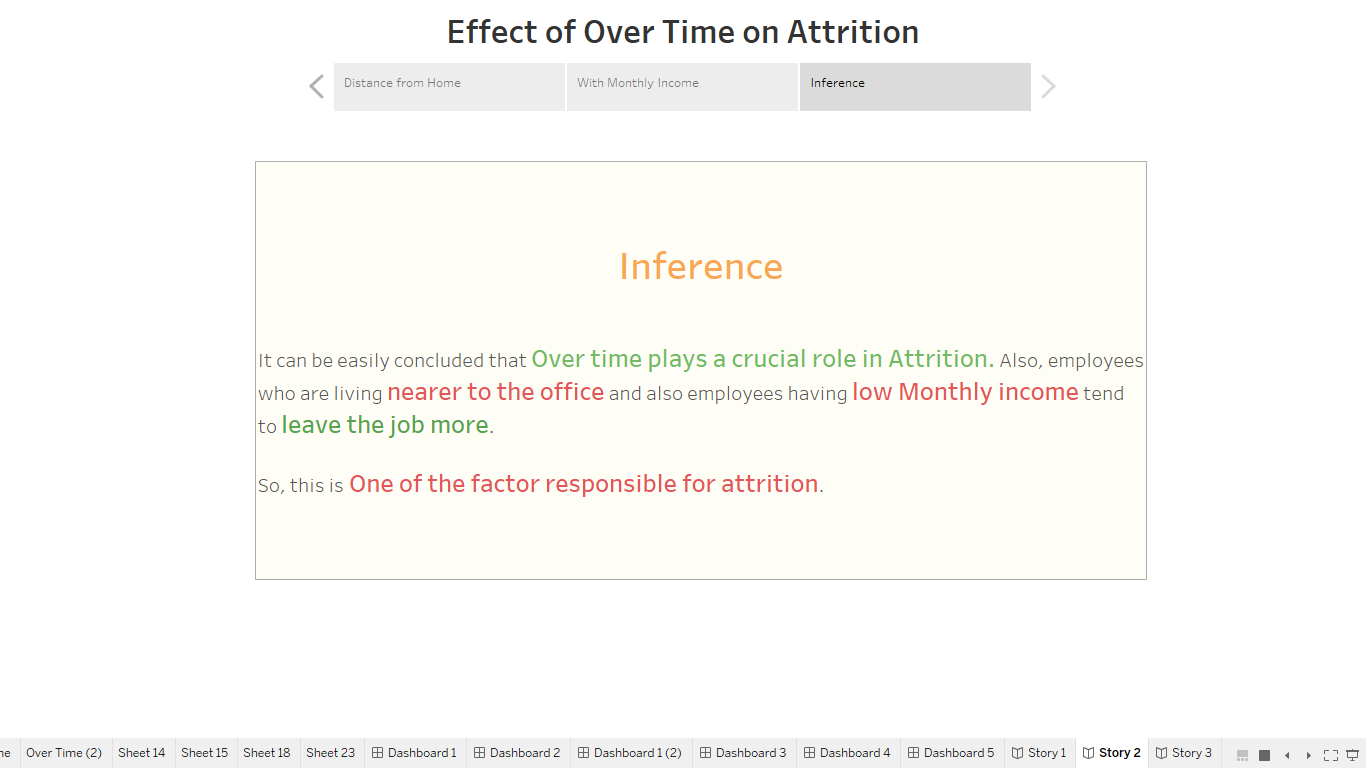 Effect of Over Time on Attrition
Distance from Home
With Monthly Income
Inference
Inference
It can be easily concluded that Over time plays a crucial role in Attrition. Also, employees
who are living nearer to the office and also employees having low Monthly income tend
to leave the job more.
So, this is One of the factor responsible for attrition.
Over Time (2)
Sheet 14
Sheet 15
Sheet 18
Sheet 23
Dashboard 1
Dashboard 2
Dashboard 1 (2)
Dashboard 3
Dashboard 4
Dashboard 5
Story 1
Story 2
Story 3